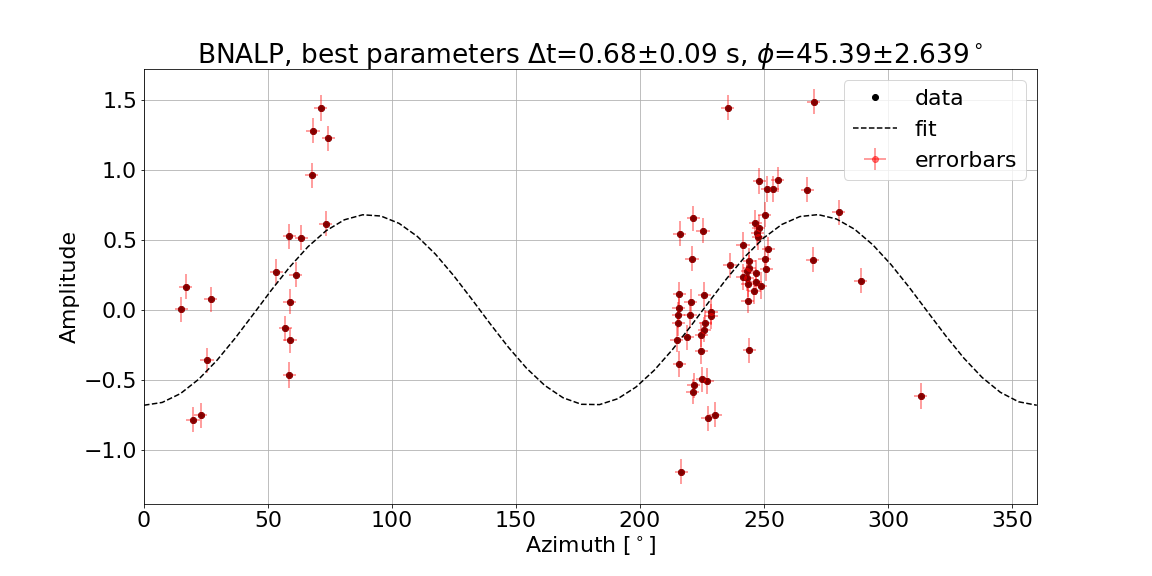 BNALP, best parameters Δt=0.68±0.09 s, ϕ=45.39±2.639°
data
fit
errorbars
1.5
1.0
0.5
0.0
−0.5
−1.0
Amplitude
0 50 100 150 200 250 300 350
Azimuth [°]